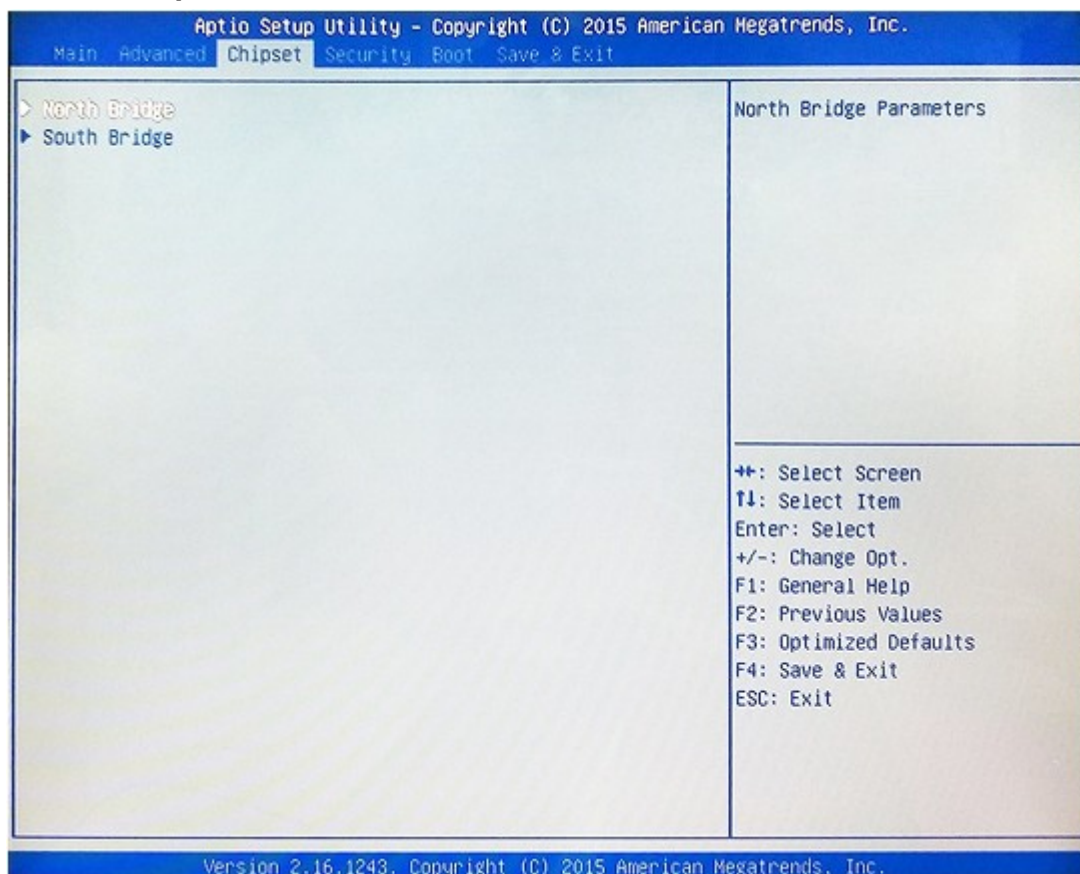 Aptio Setup Utility - Copyright (C) 2015 American Megatrends, Inc.
Main Advanced Chipset Security Boot Save & Exit
▶ North Bridge
▶ South Bridge
North Bridge Parameters
→←: Select Screen
↑↓: Select Item
Enter: Select
+/-: Change Opt.
F1: General Help
F2: Previous Values
F3: Optimized Defaults
F4: Save & Exit
ESC: Exit
Version 2.16.1243. Copyright (C) 2015 American Megatrends, Inc.